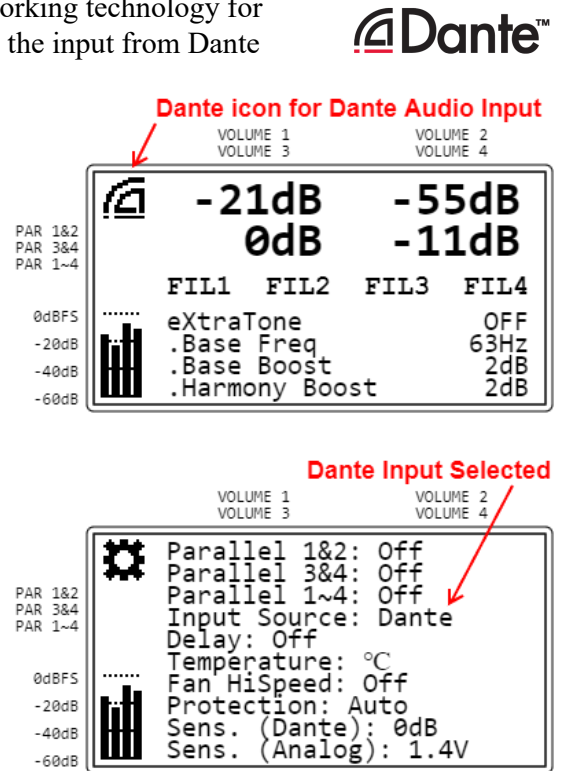 orking technology for
the input from Dante
Dante™
Dante icon for Dante Audio Input
VOLUME 1 VOLUME 2
VOLUME 3 VOLUME 4
-21dB -55dB
PAR 1&2
0dB -11dB
PAR 3&4
PAR 1~4
FIL1 FIL2 FIL3 FIL4
0dBFS
eXtraTone OFF
-20dB
.Base Freq 63Hz
.Base Boost 2dB
-40dB
.Harmony Boost 2dB
-60dB
Dante Input Selected
VOLUME 1 VOLUME 2
VOLUME 3 VOLUME 4
Parallel 1&2: Off
Parallel 3&4: Off
PAR 1&2
Parallel 1~4: Off
PAR 3&4
Input Source: Dante
PAR 1~4
Delay: Off
Temperature: ℃
0dBFS
Fan HiSpeed: Off
-20dB
Protection: Auto
-40dB
Sens. (Dante): 0dB
Sens. (Analog): 1.4V
-60dB